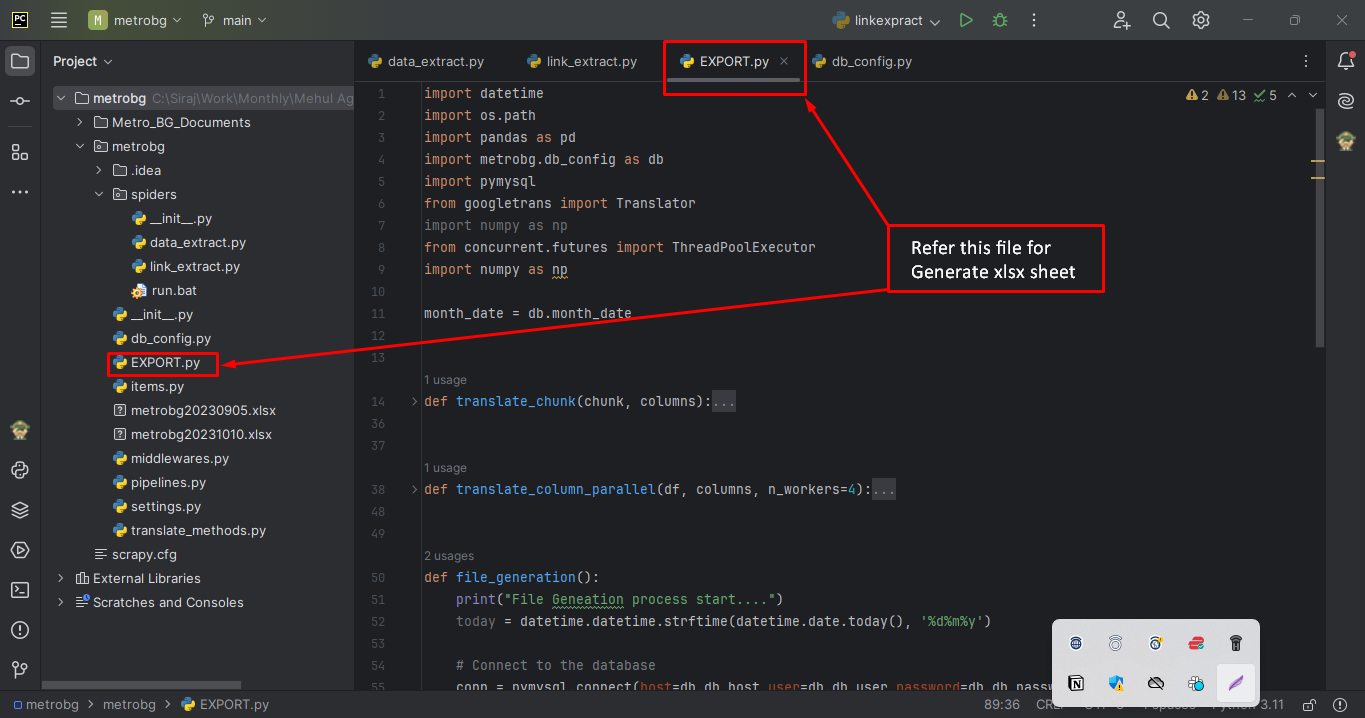 PC
M metrobg
main
linkexpract
Project
data_extract.py
link_extract.py
EXPORT.py
db_config.py
metrobg C:\Siraj\Work\Monthly\Mehul Ag
Metro_BG_Documents
metrobg
.idea
spiders
__init__.py
data_extract.py
link_extract.py
run.bat
__init__.py
db_config.py
EXPORT.py
items.py
metrobg20230905.xlsx
metrobg20231010.xlsx
middlewares.py
pipelines.py
settings.py
translate_methods.py
scrapy.cfg
External Libraries
Scratches and Consoles
2 13 5
1 import datetime
2 import os.path
3 import pandas as pd
4 import metrobg.db_config as db
5 import pymysql
6 from googletrans import Translator
7 import numpy as np
8 from concurrent.futures import ThreadPoolExecutor
9 import numpy as np
10
11 month_date = db.month_date
12
13
1 usage
14 def translate_chunk(chunk, columns):...
36
37
1 usage
38 def translate_column_parallel(df, columns, n_workers=4):...
48
49
2 usages
50 def file_generation():
51 print("File Geneation process start....")
52 today = datetime.datetime.strftime(datetime.date.today(), '%d%m%y')
53
54 # Connect to the database
55 conn = pymysql.connect(host=db.db_host, user=db.db_user, password=db.db_passw
Refer this file for
Generate xlsx sheet
metrobg > metrobg > EXPORT.py
89:36
3.11